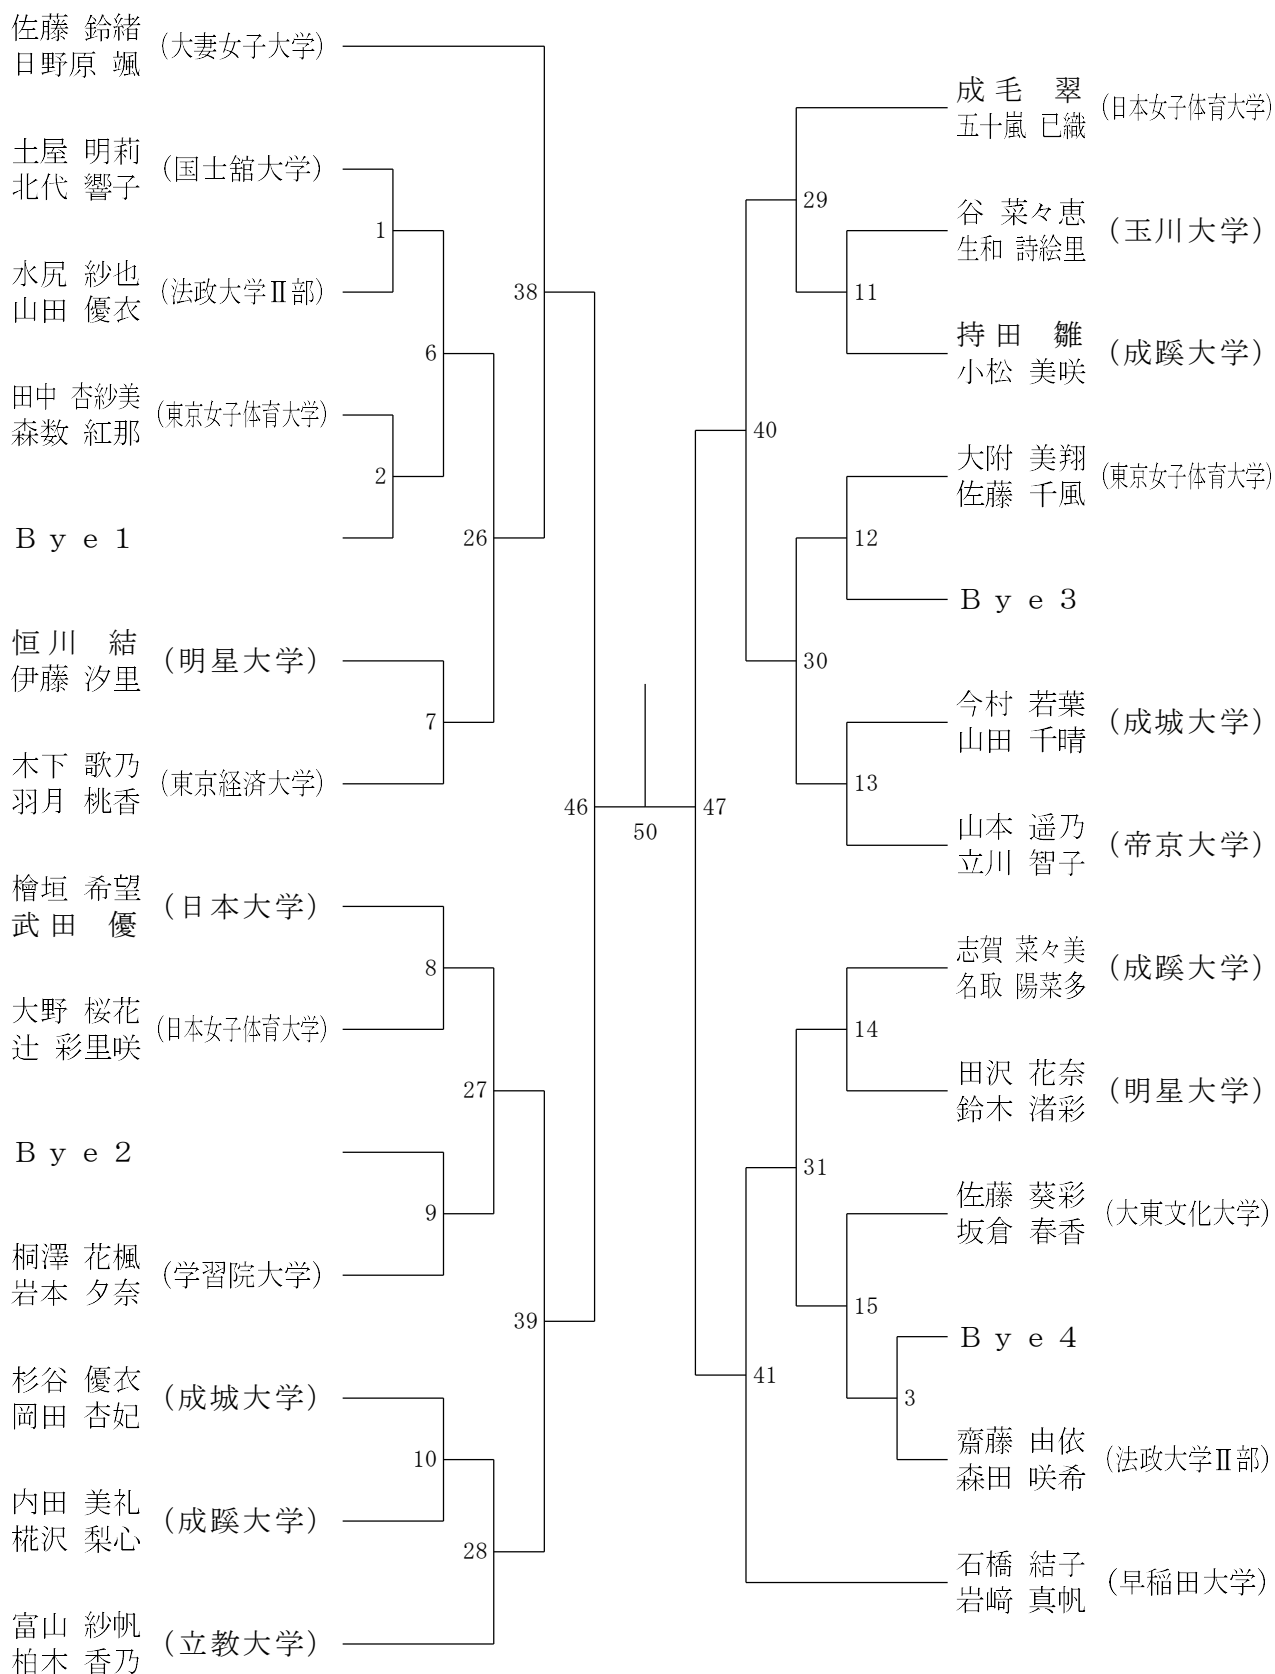 佐藤 鈴緒
日野原 颯
(大妻女子大学)
土屋 明莉
北代 響子
(国士舘大学)
1
水尻 紗也
山田 優衣
(法政大学Ⅱ部)
38
6
田中 杏紗美
森数 紅那
(東京女子体育大学)
2
Ｂｙｅ１
26
恒川 結
伊藤 汐里
(明星大学)
7
木下 歌乃
羽月 桃香
(東京経済大学)
46
檜垣 希望
武田 優
(日本大学)
8
大野 桜花
辻 彩里咲
(日本女子体育大学)
27
Ｂｙｅ２
9
桐澤 花楓
岩本 夕奈
(学習院大学)
39
杉谷 優衣
岡田 杏妃
(成城大学)
10
内田 美礼
椛沢 梨心
(成蹊大学)
28
富山 紗帆
柏木 香乃
(立教大学)
50
成毛 翠
五十嵐 已織
(日本女子体育大学)
29
谷 菜々恵
生和 詩絵里
(玉川大学)
11
持田 雛
小松 美咲
(成蹊大学)
40
大附 美翔
佐藤 千風
(東京女子体育大学)
12
Ｂｙｅ３
30
今村 若葉
山田 千晴
(成城大学)
13
47
山本 遥乃
立川 智子
(帝京大学)
志賀 菜々美
名取 陽菜多
(成蹊大学)
14
田沢 花奈
鈴木 渚彩
(明星大学)
31
佐藤 葵彩
坂倉 春香
(大東文化大学)
15
Ｂｙｅ４
41
3
齋藤 由依
森田 咲希
(法政大学Ⅱ部)
石橋 結子
岩﨑 真帆
(早稲田大学)